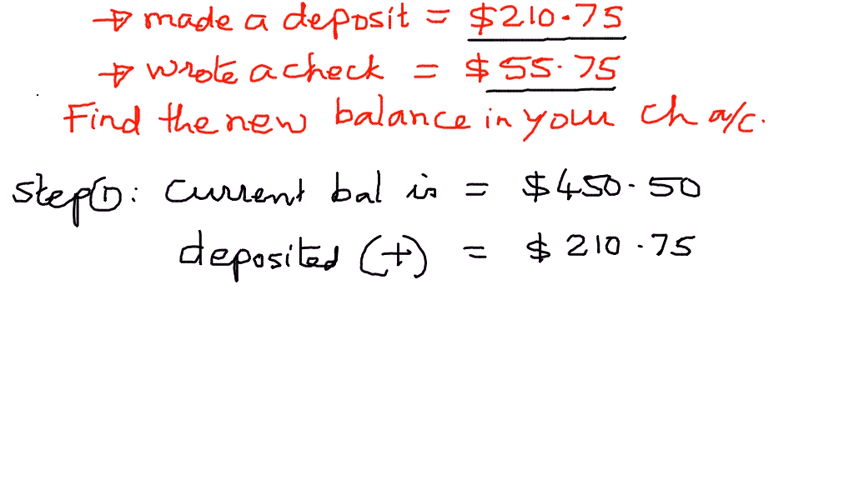 → made a deposit = $210.75
→ wrote a check = $55.75
Find the new balance in your ch a/c.
Step①: current bal is = $450.50
deposited (+) = $210.75